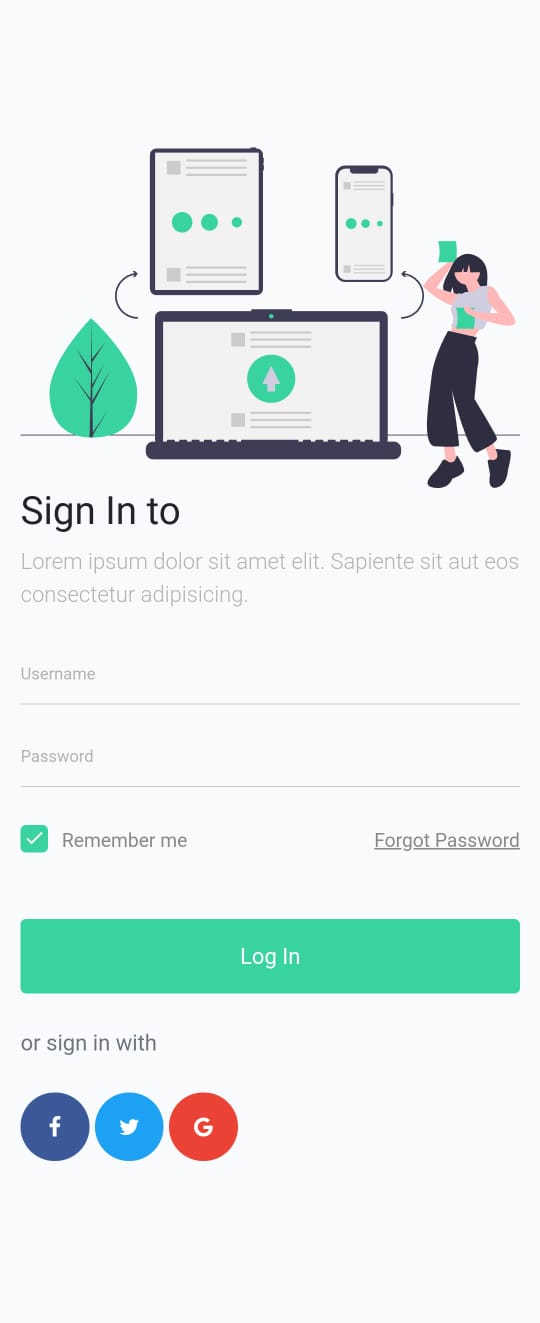 Sign In to
Lorem ipsum dolor sit amet elit. Sapiente sit aut eos
consectetur adipisicing.
Username
Password
Remember me
Forgot Password
Log In
or sign in with